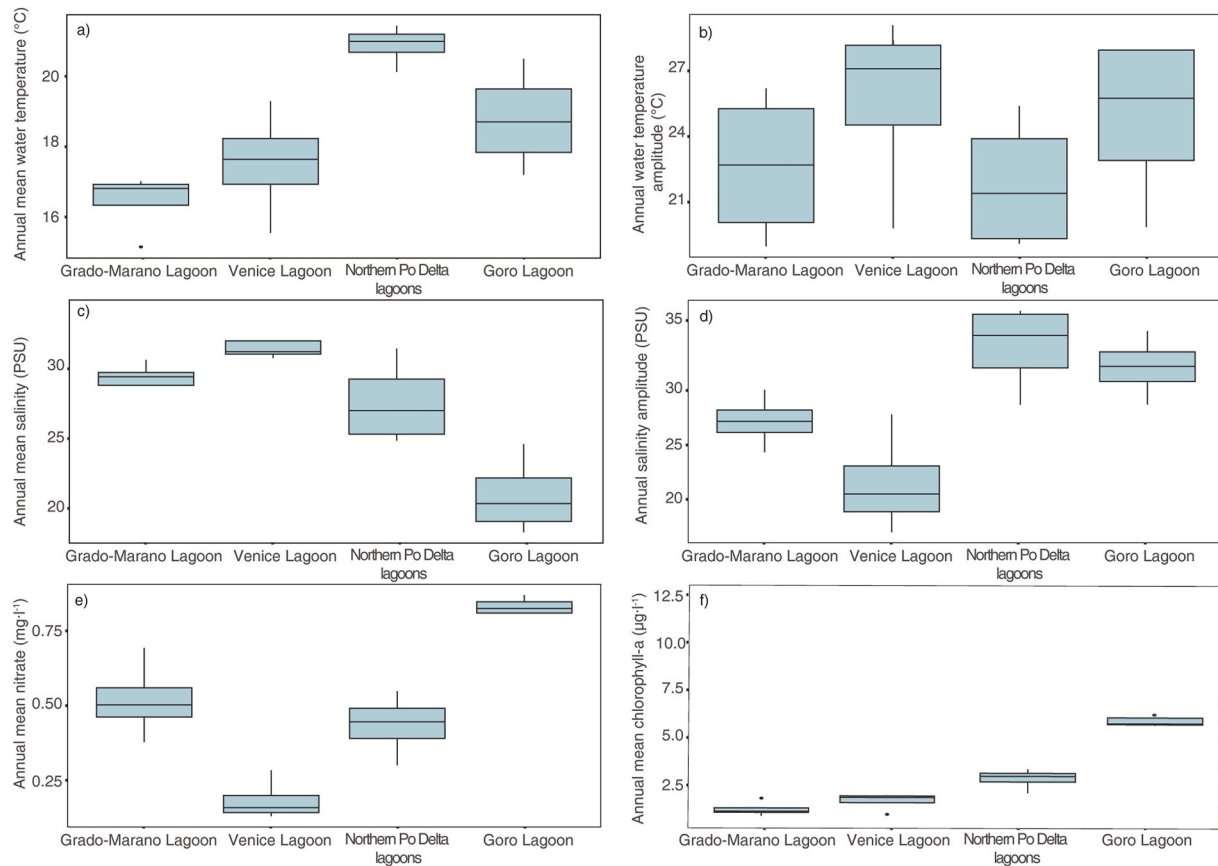 a)
Annual mean water temperature (°C)
20
18
16
Grado-Marano Lagoon
Venice Lagoon
Northern Po Delta
lagoons
Goro Lagoon
b)
Annual water temperature
amplitude (°C)
27
24
21
Grado-Marano Lagoon
Venice Lagoon
Northern Po Delta
lagoons
Goro Lagoon
c)
Annual mean salinity (PSU)
30
25
20
Grado-Marano Lagoon
Venice Lagoon
Northern Po Delta
lagoons
Goro Lagoon
d)
Annual salinity amplitude (PSU)
35
30
25
20
Grado-Marano Lagoon
Venice Lagoon
Northern Po Delta
lagoons
Goro Lagoon
e)
Annual mean nitrate (mg·l⁻¹)
0.75
0.50
0.25
Grado-Marano Lagoon
Venice Lagoon
Northern Po Delta
lagoons
Goro Lagoon
f)
Annual mean chlorophyll-a (µg·l⁻¹)
12.5
10.0
7.5
5.0
2.5
Grado-Marano Lagoon
Venice Lagoon
Northern Po Delta
lagoons
Goro Lagoon